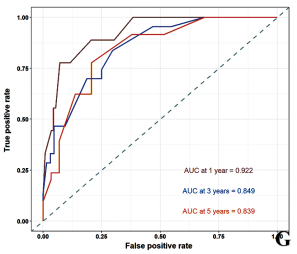 1.00
0.75
0.50
0.25
0.00
True positive rate
AUC at 1 year = 0.922
AUC at 3 years = 0.849
AUC at 5 years = 0.839
0.00 0.25 0.50 0.75 1.00
False positive rate
G